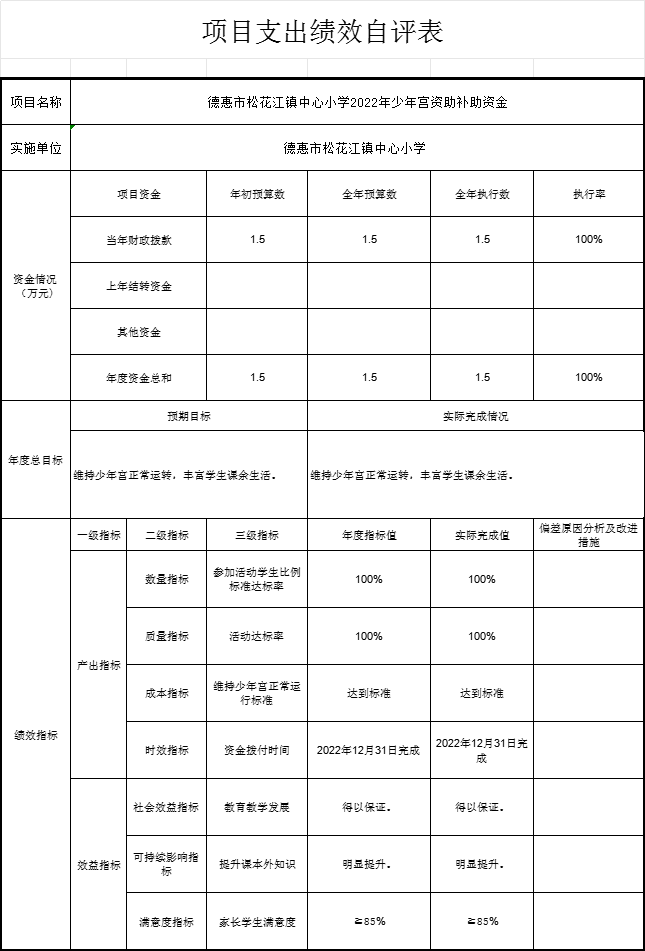 项目支出绩效自评表
项目名称 德惠市松花江镇中心小学2022年少年宫资助补助资金
实施单位 德惠市松花江镇中心小学
资金情况
（万元）
项目资金 年初预算数 全年预算数 全年执行数 执行率
当年财政拨款 1.5 1.5 1.5 100%
上年结转资金
其他资金
年度资金总和 1.5 1.5 1.5 100%
年度总目标
预期目标 实际完成情况
维持少年宫正常运转，丰富学生课余生活。 维持少年宫正常运转，丰富学生课余生活。
绩效指标
一级指标 二级指标 三级指标 年度指标值 实际完成值 偏差原因分析及改进
措施
产出指标
数量指标 参加活动学生比例
标准达标率 100% 100%
质量指标 活动达标率 100% 100%
成本指标 维持少年宫正常运
行标准 达到标准 达到标准
时效指标 资金拨付时间 2022年12月31日完成 2022年12月31日完
成
效益指标
社会效益指标 教育教学发展 得以保证。 得以保证。
可持续影响指
标 提升课本外知识 明显提升。 明显提升。
满意度指标 家长学生满意度 ≧85% ≧85%